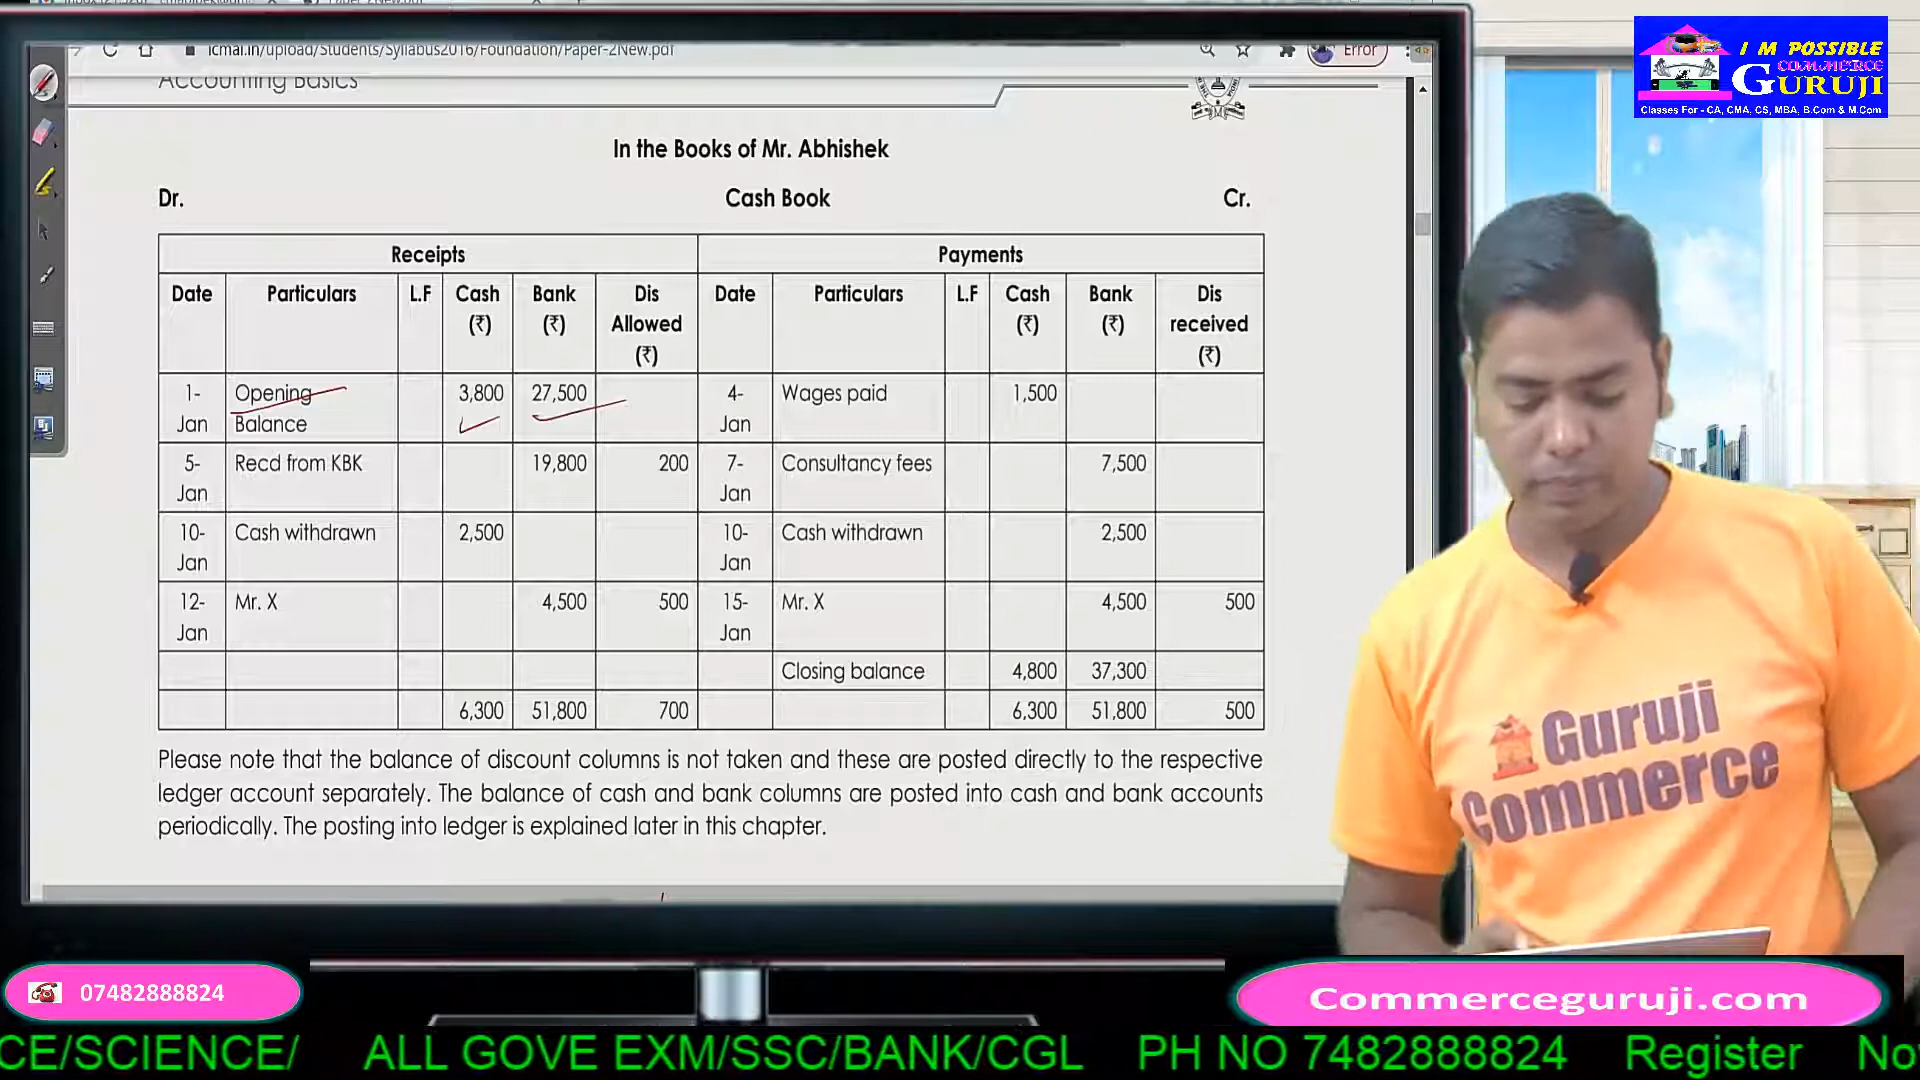 icmai.in/upload/Students/Syllabus2016/Foundation/Paper-2New.pdf
Error
Accounting Basics
I M POSSIBLE
COMMERCE
GURUJI
Classes For - CA, CMA, CS, MBA, B.Com & M.Com
In the Books of Mr. Abhishek
Dr. Cash Book Cr.
Receipts Payments
Date Particulars L.F Cash (₹) Bank (₹) Dis Allowed (₹) Date Particulars L.F Cash (₹) Bank (₹) Dis received (₹)
1-Jan Opening Balance 3,800 27,500 4-Jan Wages paid 1,500
5-Jan Recd from KBK 19,800 200 7-Jan Consultancy fees 7,500
10-Jan Cash withdrawn 2,500 10-Jan Cash withdrawn 2,500
12-Jan Mr. X 4,500 500 15-Jan Mr. X 4,500 500
Closing balance 4,800 37,300
6,300 51,800 700 6,300 51,800 500
Please note that the balance of discount columns is not taken and these are posted directly to the respective
ledger account separately. The balance of cash and bank columns are posted into cash and bank accounts
periodically. The posting into ledger is explained later in this chapter.
Guruji
Commerce
07482888824
Commerceguruji.com
CE/SCIENCE/ ALL GOVE EXM/SSC/BANK/CGL PH NO 7482888824 Register No